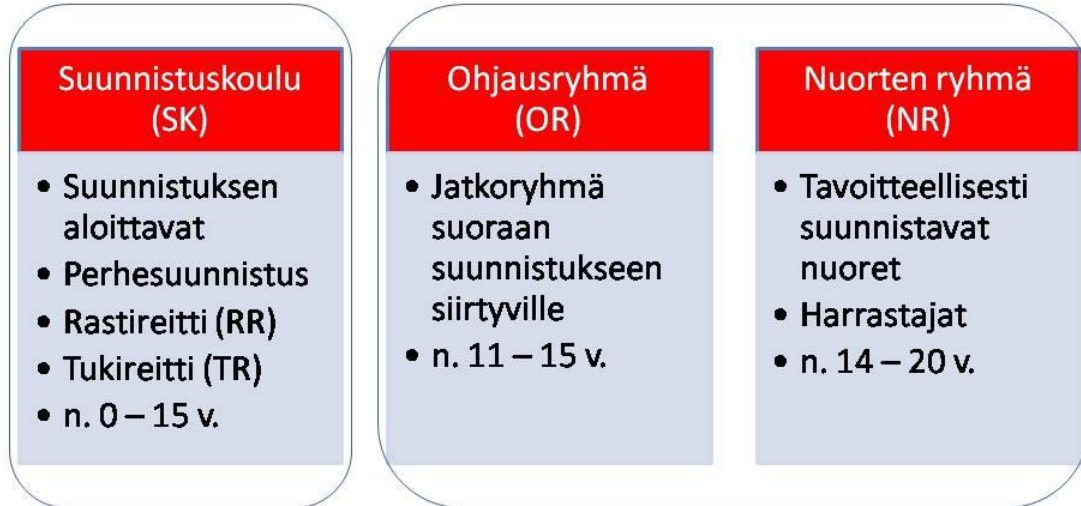 Suunnistuskoulu
(SK)
• Suunnistuksen
aloittavat
• Perhesuunnistus
• Rastireitti (RR)
• Tukireitti (TR)
• n. 0 – 15 v.
Ohjausryhmä
(OR)
• Jatkoryhmä
suoraan
suunnistukseen
siirtyville
• n. 11 – 15 v.
Nuorten ryhmä
(NR)
• Tavoitteellisesti
suunnistavat
nuoret
• Harrastajat
• n. 14 – 20 v.